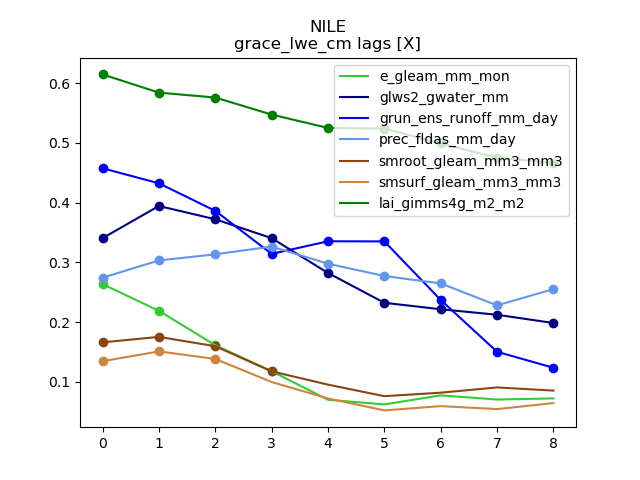 NILE
grace_lwe_cm lags [X]
e_gleam_mm_mon
glws2_gwater_mm
grun_ens_runoff_mm_day
prec_fldas_mm_day
smroot_gleam_mm3_mm3
smsurf_gleam_mm3_mm3
lai_gimms4g_m2_m2
0.6
0.5
0.4
0.3
0.2
0.1
0 1 2 3 4 5 6 7 8